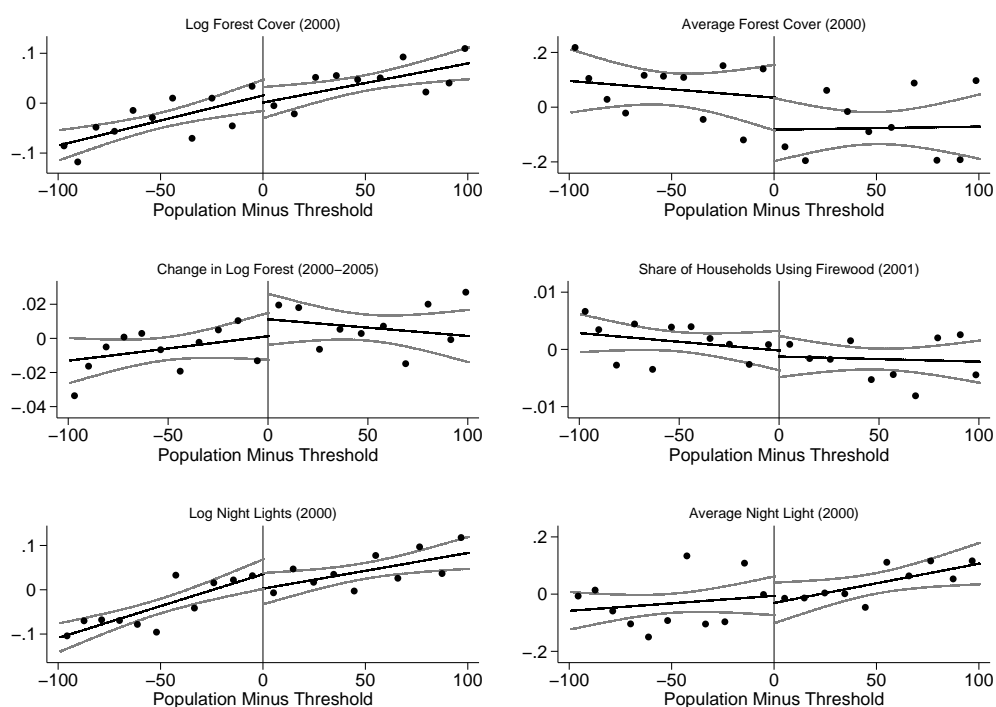 Log Forest Cover (2000)
.1
0
−.1
−100 −50 0 50 100
Population Minus Threshold
Average Forest Cover (2000)
.2
0
−.2
−100 −50 0 50 100
Population Minus Threshold
Change in Log Forest (2000−2005)
.02
0
−.02
−.04
−100 −50 0 50 100
Population Minus Threshold
Share of Households Using Firewood (2001)
.01
0
−.01
−100 −50 0 50 100
Population Minus Threshold
Log Night Lights (2000)
.1
0
−.1
−100 −50 0 50 100
Population Minus Threshold
Average Night Light (2000)
.2
0
−.2
−100 −50 0 50 100
Population Minus Threshold